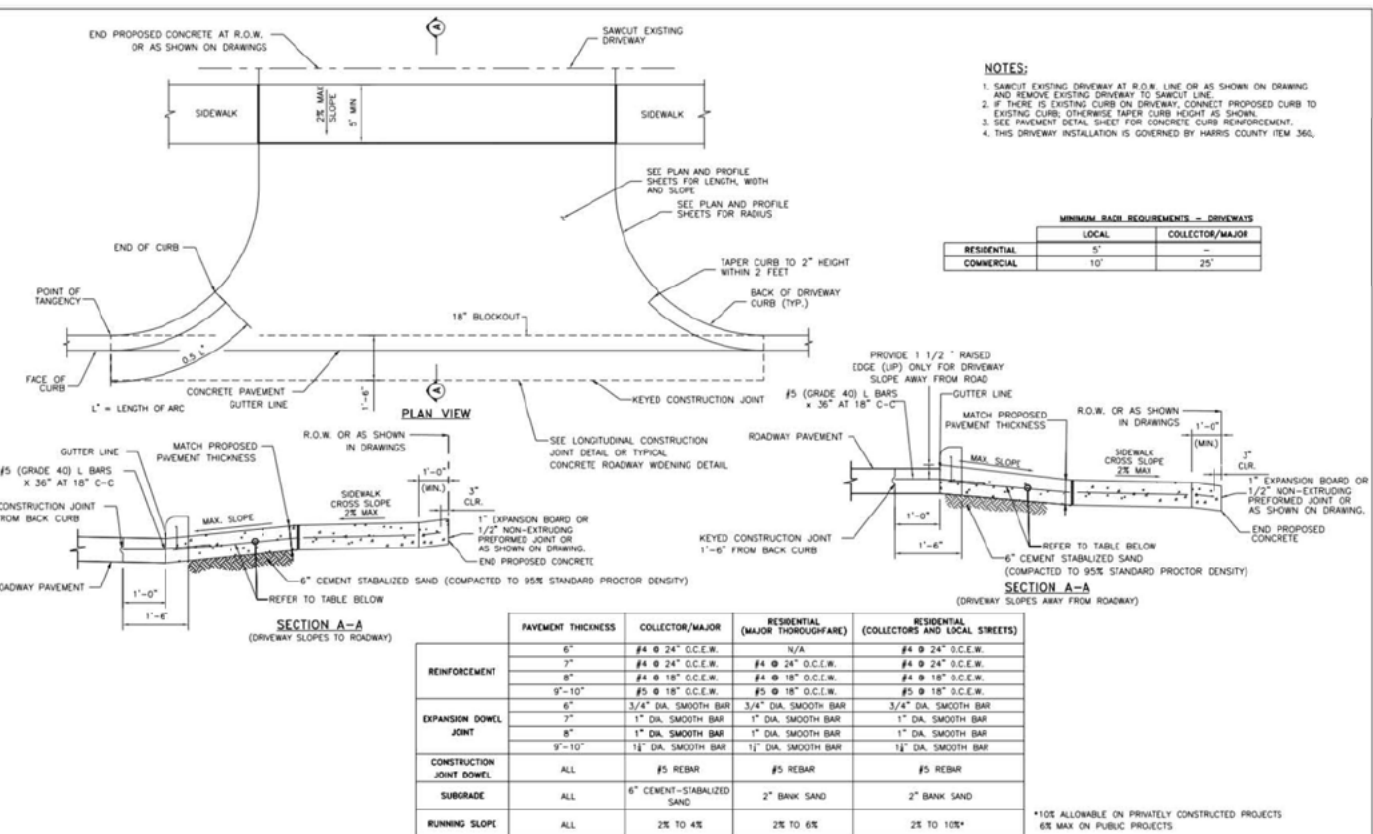 END PROPOSED CONCRETE AT R.O.W.
OR AS SHOWN ON DRAWINGS
A
SAWCUT EXISTING
DRIVEWAY
SIDEWALK
2% MAX
SLOPE
5' MIN
SIDEWALK
SEE PLAN AND PROFILE
SHEETS FOR LENGTH, WIDTH
AND SLOPE
SEE PLAN AND PROFILE
SHEETS FOR RADIUS
END OF CURB
TAPER CURB TO 2" HEIGHT
WITHIN 2 FEET
POINT OF
TANGENCY
BACK OF DRIVEWAY
CURB (TYP.)
18" BLOCKOUT
0.5 L*
FACE OF
CURB
CONCRETE PAVEMENT
GUTTER LINE
1'-6"
A
KEYED CONSTRUCTION JOINT
L* = LENGTH OF ARC
PLAN VIEW
SEE LONGITUDINAL CONSTRUCTION
JOINT DETAIL OR TYPICAL
CONCRETE ROADWAY WIDENING DETAIL
NOTES:
1. SAWCUT EXISTING DRIVEWAY AT R.O.W. LINE OR AS SHOWN ON DRAWING
AND REMOVE EXISTING DRIVEWAY TO SAWCUT LINE.
2. IF THERE IS EXISTING CURB ON DRIVEWAY, CONNECT PROPOSED CURB TO
EXISTING CURB; OTHERWISE TAPER CURB HEIGHT AS SHOWN.
3. SEE PAVEMENT DETAIL SHEET FOR CONCRETE CURB REINFORCEMENT.
4. THIS DRIVEWAY INSTALLATION IS GOVERNED BY HARRIS COUNTY ITEM 360,
MINIMUM RADII REQUIREMENTS - DRIVEWAYS
LOCAL COLLECTOR/MAJOR
RESIDENTIAL 5' -
COMMERCIAL 10' 25'
R.O.W. OR AS SHOWN
IN DRAWINGS
MATCH PROPOSED
PAVEMENT THICKNESS
GUTTER LINE
#5 (GRADE 40) L BARS
X 36" AT 18" C-C
CONSTRUCTION JOINT
FROM BACK CURB
MAX. SLOPE
SIDEWALK
CROSS SLOPE
2% MAX
1'-0"
(MIN.)
3"
CLR.
1" EXPANSION BOARD OR
1/2" NON-EXTRUDING
PREFORMED JOINT OR
AS SHOWN ON DRAWING.
END PROPOSED CONCRETE
6" CEMENT STABALIZED SAND (COMPACTED TO 95% STANDARD PROCTOR DENSITY)
ROADWAY PAVEMENT
1'-0"
1'-6"
REFER TO TABLE BELOW
SECTION A-A
(DRIVEWAY SLOPES TO ROADWAY)
PROVIDE 1 1/2" RAISED
EDGE (LIP) ONLY FOR DRIVEWAY
SLOPE AWAY FROM ROAD
#5 (GRADE 40) L BARS
x 36" AT 18" C-C
GUTTER LINE
MATCH PROPOSED
PAVEMENT THICKNESS
R.O.W. OR AS SHOWN
IN DRAWINGS
ROADWAY PAVEMENT
MAX. SLOPE
SIDEWALK
CROSS SLOPE
2% MAX
1'-0"
(MIN.)
3"
CLR.
1" EXPANSION BOARD OR
1/2" NON-EXTRUDING
PREFORMED JOINT OR
AS SHOWN ON DRAWING.
END PROPOSED
CONCRETE
1'-0"
1'-6"
KEYED CONSTRUCTION JOINT
1'-6" FROM BACK CURB
REFER TO TABLE BELOW
6" CEMENT STABALIZED SAND
(COMPACTED TO 95% STANDARD PROCTOR DENSITY)
SECTION A-A
(DRIVEWAY SLOPES AWAY FROM ROADWAY)
PAVEMENT THICKNESS COLLECTOR/MAJOR RESIDENTIAL (MAJOR THOROUGHFARE) RESIDENTIAL (COLLECTORS AND LOCAL STREETS)
REINFORCEMENT 6" #4 @ 24" O.C.E.W. N/A #4 @ 24" O.C.E.W.
7" #4 @ 24" O.C.E.W. #4 @ 24" O.C.E.W. #4 @ 24" O.C.E.W.
8" #4 @ 18" O.C.E.W. #4 @ 18" O.C.E.W. #4 @ 18" O.C.E.W.
9"-10" #5 @ 18" O.C.E.W. #5 @ 18" O.C.E.W. #5 @ 18" O.C.E.W.
EXPANSION DOWEL JOINT 6" 3/4" DIA. SMOOTH BAR 3/4" DIA. SMOOTH BAR 3/4" DIA. SMOOTH BAR
7" 1" DIA. SMOOTH BAR 1" DIA. SMOOTH BAR 1" DIA. SMOOTH BAR
8" 1" DIA. SMOOTH BAR 1" DIA. SMOOTH BAR 1" DIA. SMOOTH BAR
9"-10" DIA. SMOOTH BAR DIA. SMOOTH BAR DIA. SMOOTH BAR
CONSTRUCTION JOINT DOWEL ALL #5 REBAR #5 REBAR #5 REBAR
SUBGRADE ALL 6" CEMENT-STABALIZED SAND 2" BANK SAND 2" BANK SAND
RUNNING SLOPE ALL 2% TO 4% 2% TO 6% 2% TO 10%*
*10% ALLOWABLE ON PRIVATELY CONSTRUCTED PROJECTS
6% MAX ON PUBLIC PROJECTS